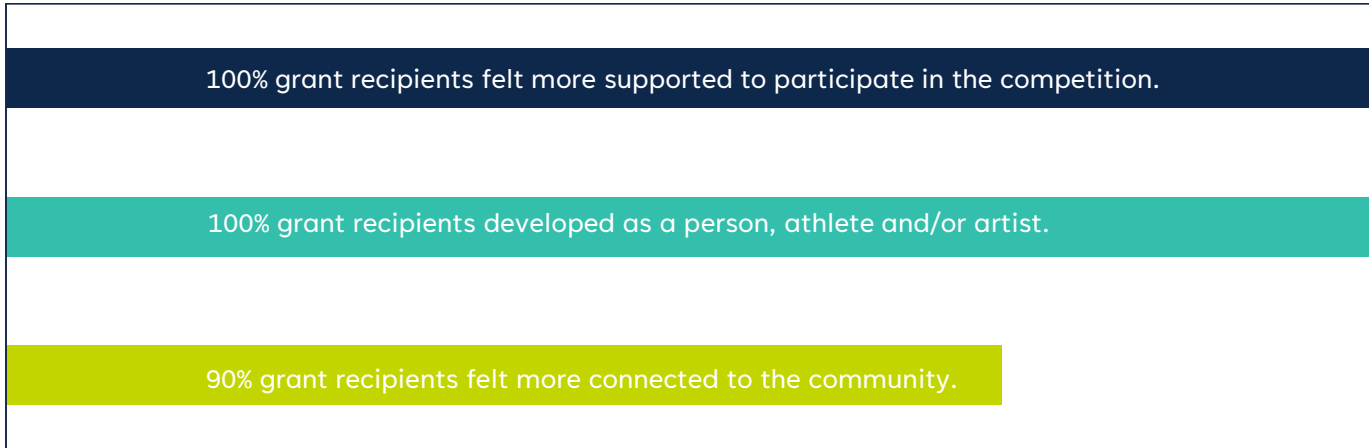 100% grant recipients felt more supported to participate in the competition.
100% grant recipients developed as a person, athlete and/or artist.
90% grant recipients felt more connected to the community.